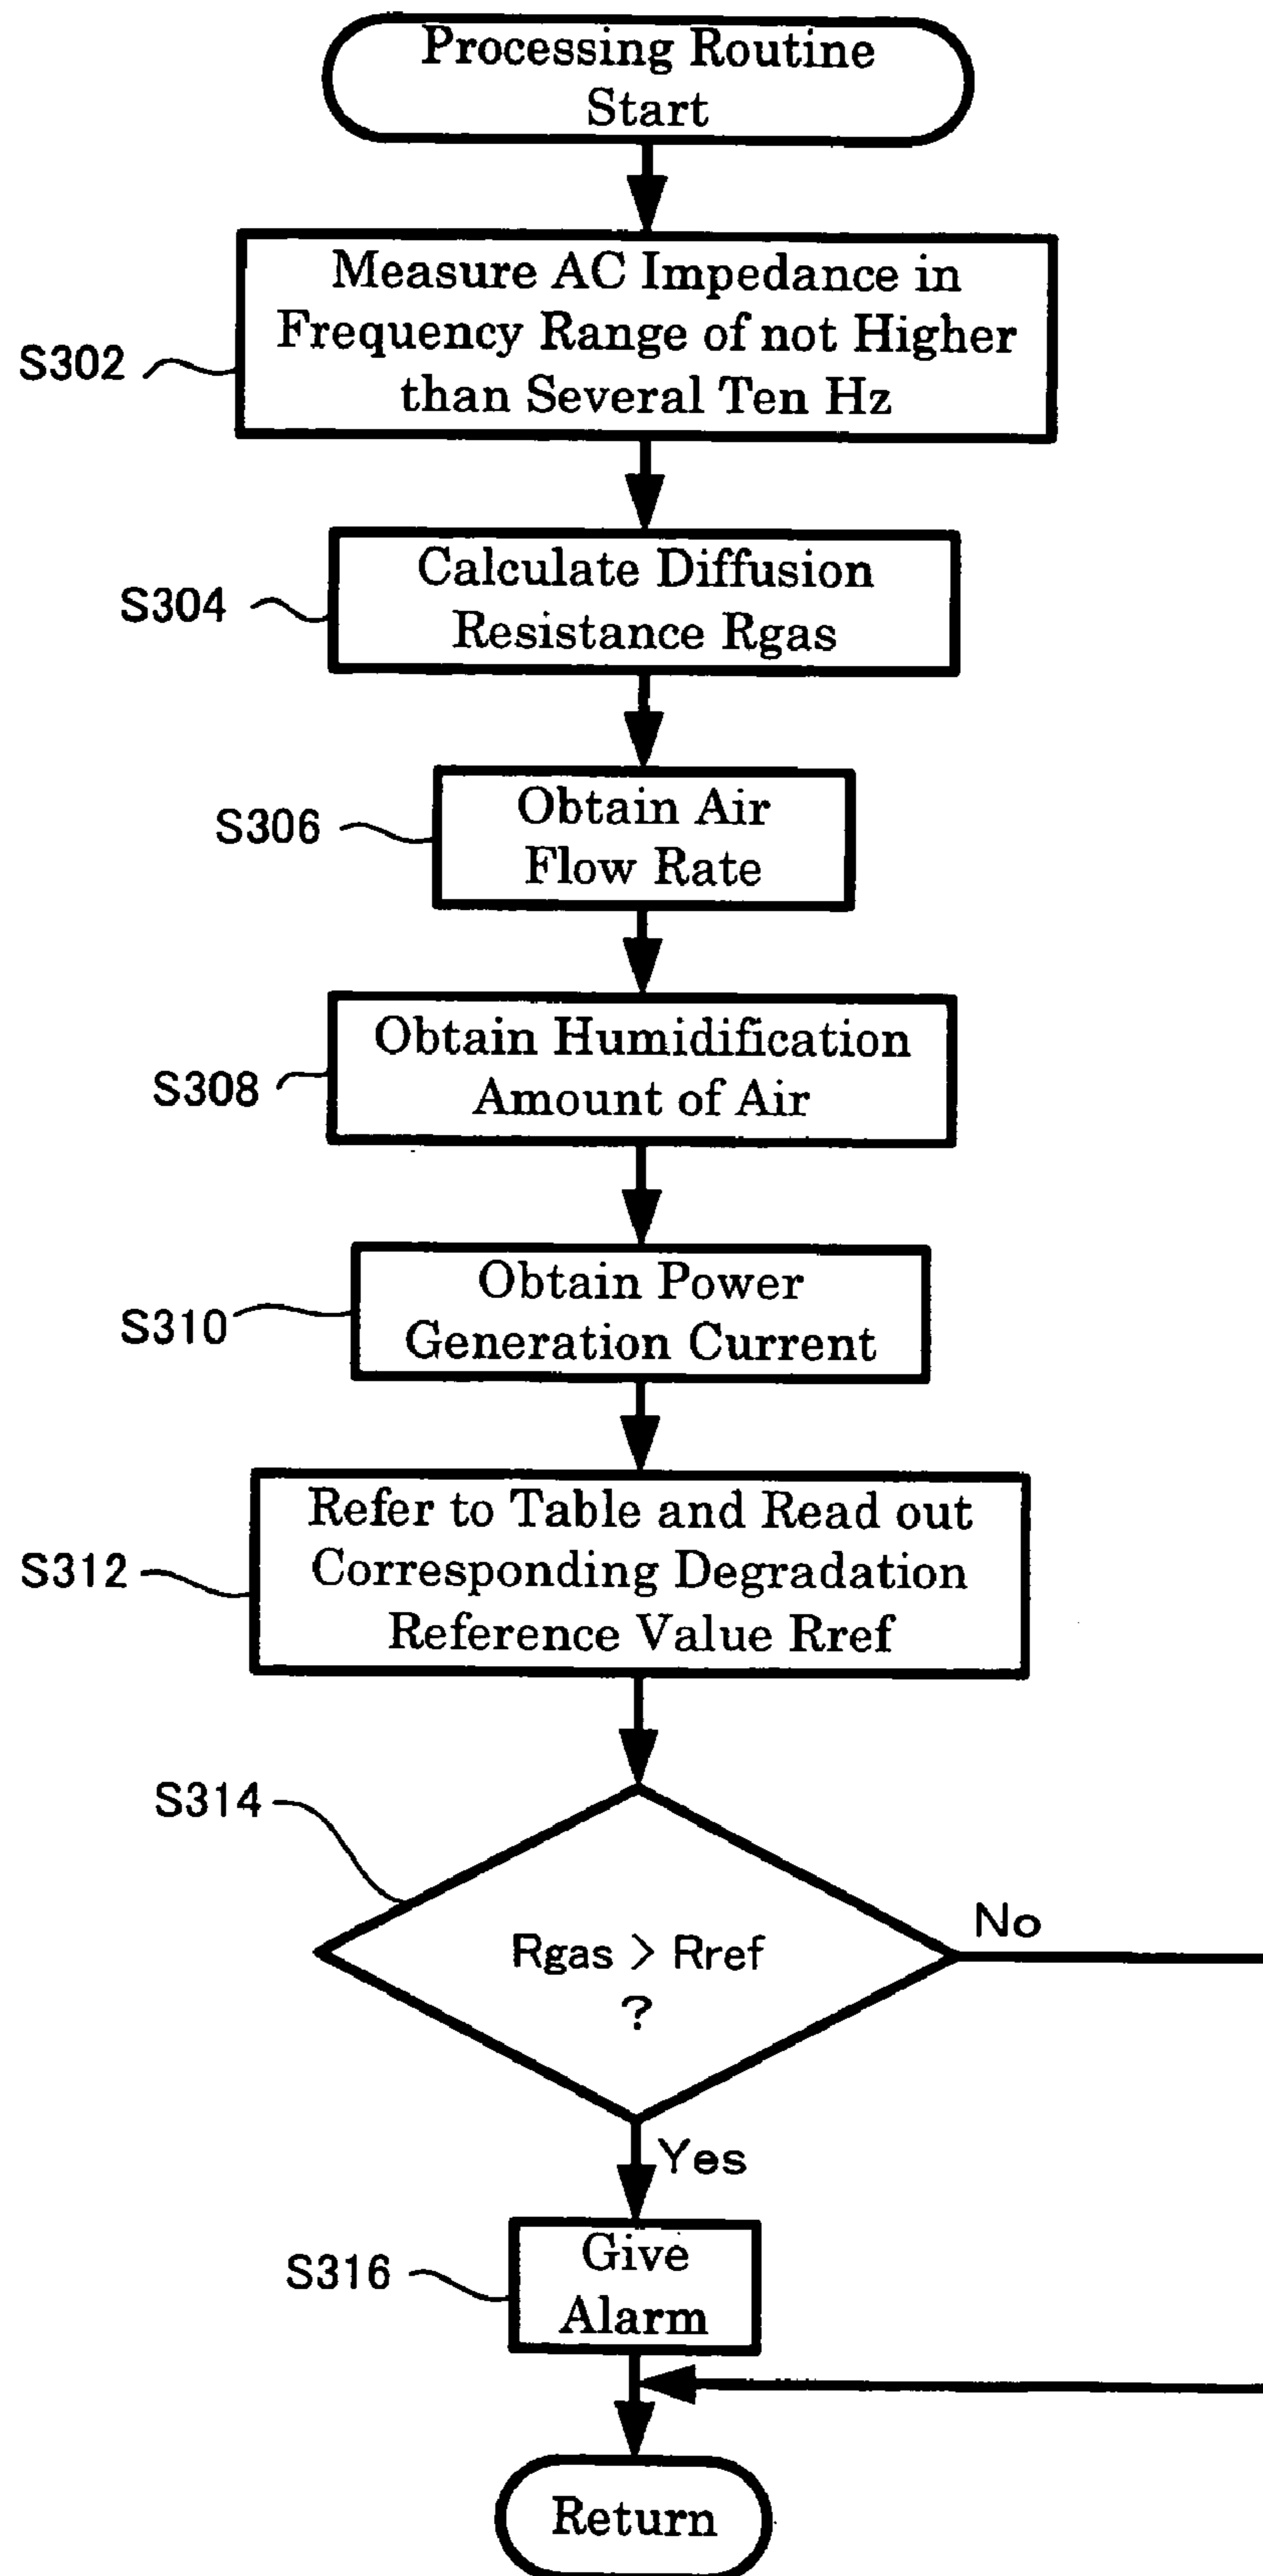 Processing Routine
Start
S302
Measure AC Impedance in
Frequency Range of not Higher
than Several Ten Hz
S304
Calculate Diffusion
Resistance Rgas
S306
Obtain Air
Flow Rate
S308
Obtain Humidification
Amount of Air
S310
Obtain Power
Generation Current
S312
Refer to Table and Read out
Corresponding Degradation
Reference Value Rref
S314
Rgas > Rref
?
No
Yes
S316
Give
Alarm
Return